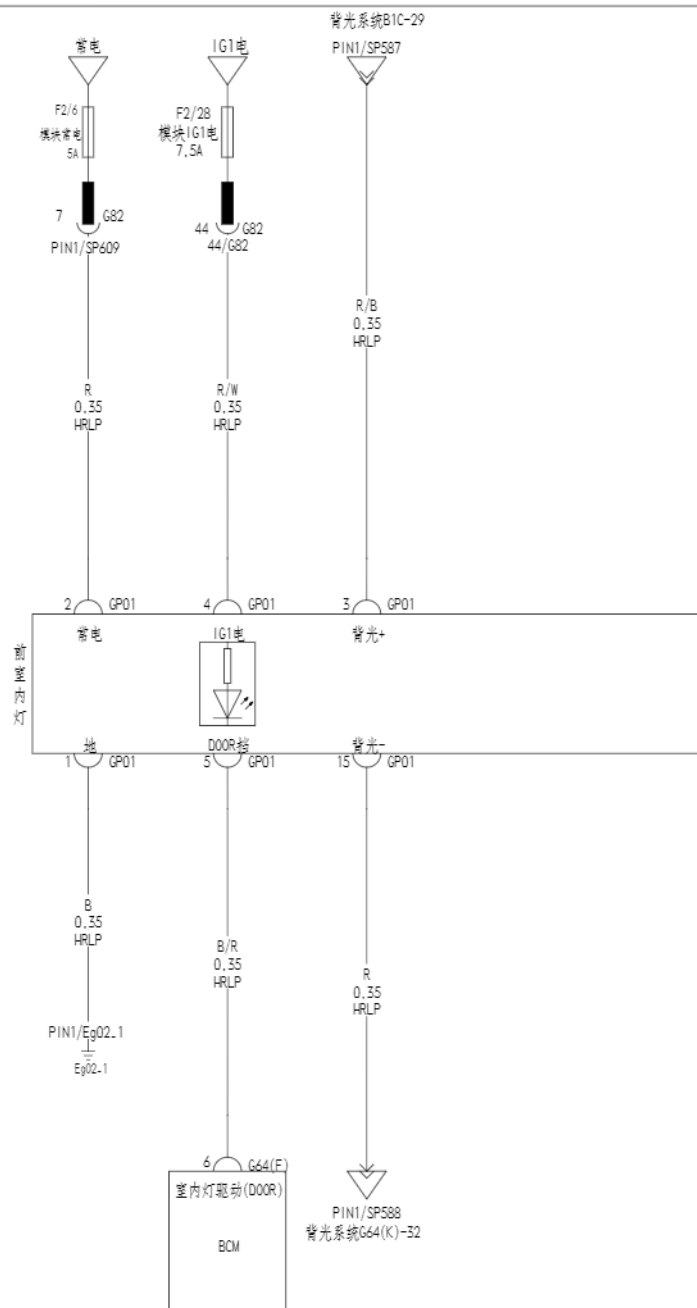 背光系统B1C-29
常电
IG1电
PIN1/SP587
F2/6
模块常电
5A
F2/28
模块IG1电
7.5A
7
G82
PIN1/SP609
44
G82
44/G82
R/B
0.35
HRLP
R
0.35
HRLP
R/W
0.35
HRLP
2
GP01
4
GP01
3
GP01
常电
IG1电
背光+
前室内灯
地
DOOR挡
背光-
1
GP01
5
GP01
15
GP01
B
0.35
HRLP
B/R
0.35
HRLP
R
0.35
HRLP
PIN1/Eg02-1
Eg02-1
6
G64(F)
室内灯驱动(DOOR)
BCM
PIN1/SP588
背光系统G64(K)-32